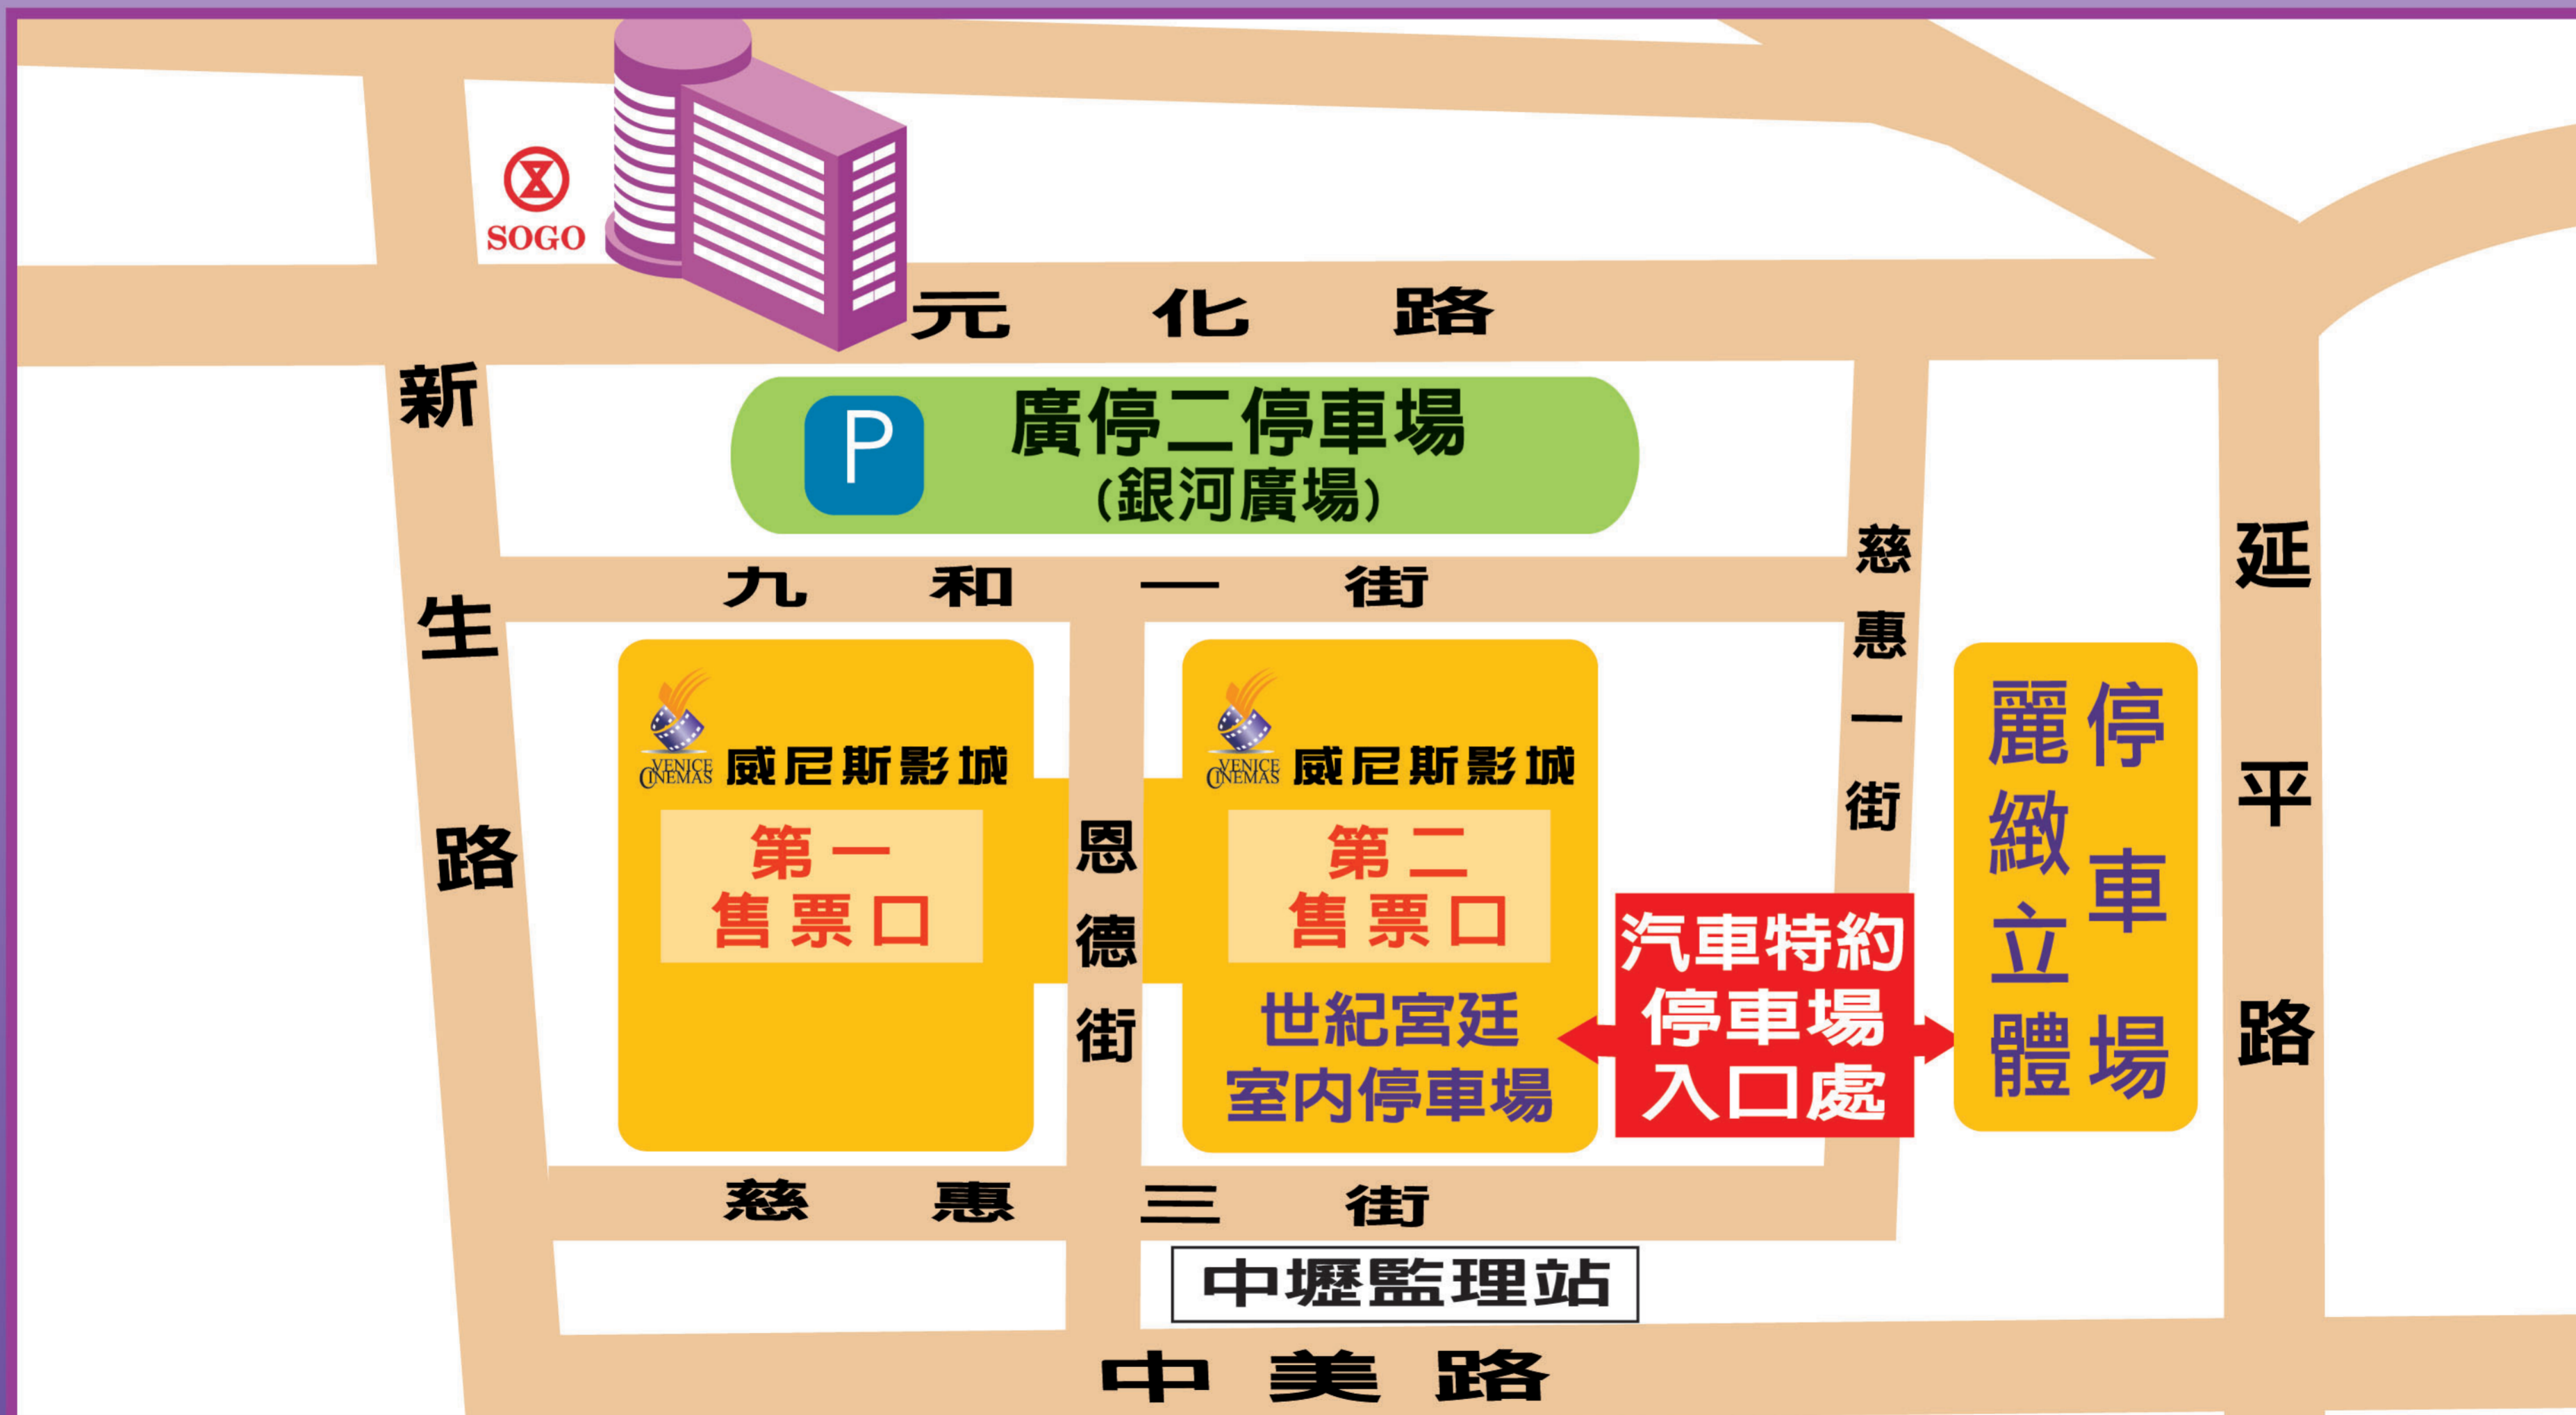 SOGO
元化路
新生路
P
廣停二停車場
(銀河廣場)
九和一街
慈惠一街
延平路
VENICE
CINEMAS
威尼斯影城
第一
售票口
恩德街
VENICE
CINEMAS
威尼斯影城
第二
售票口
世紀宮廷
室內停車場
汽車特約
停車場
入口處
麗緻立體
停車場
慈惠三街
中壢監理站
中美路